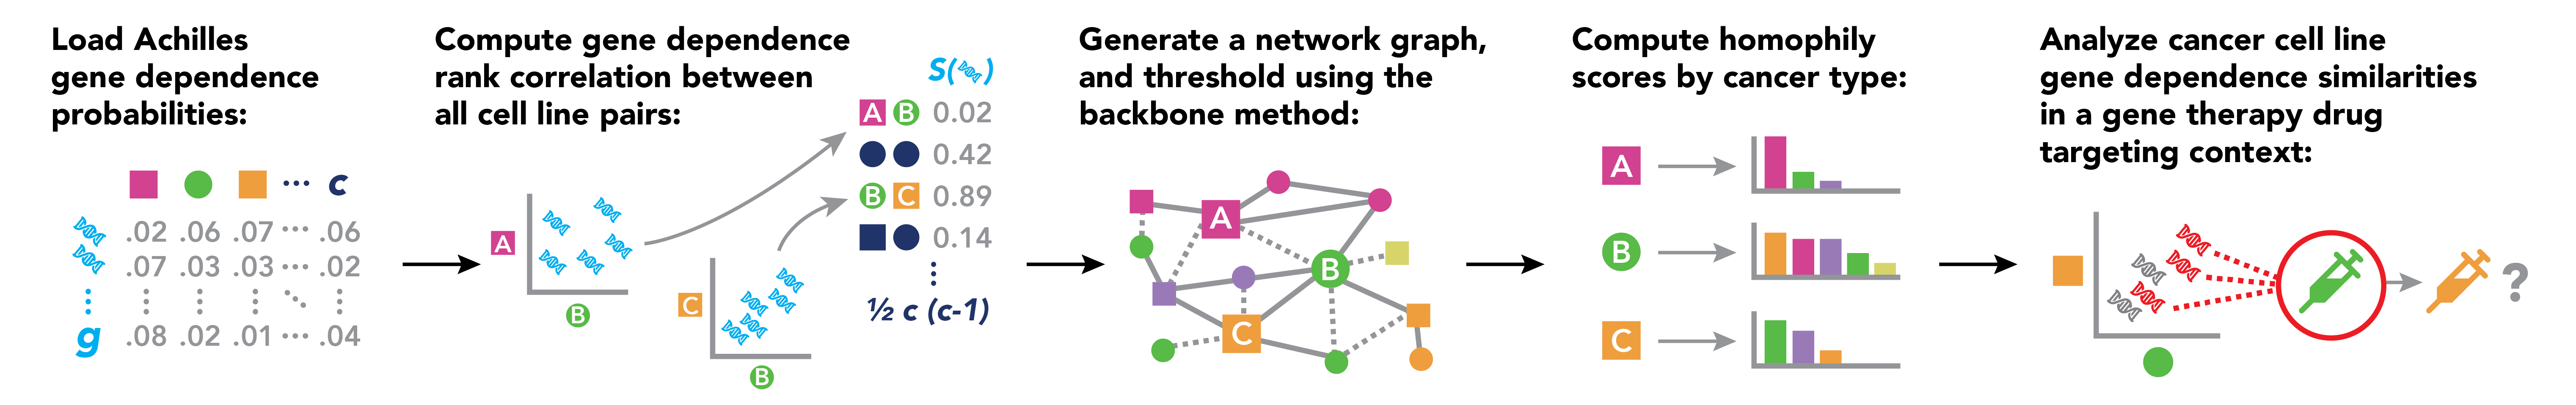 Load Achilles
gene dependence
probabilities:
... c
.02 .06 .07 ... .06
.07 .03 .03 ... .02
g .08 .02 .01 ... .04
Compute gene dependence
rank correlation between
all cell line pairs:
A
B
C
B
S( )
A B 0.02
0.42
B C 0.89
0.14
½ c (c-1)
Generate a network graph,
and threshold using the
backbone method:
A
B
C
Compute homophily
scores by cancer type:
A
B
C
Analyze cancer cell line
gene dependence similarities
in a gene therapy drug
targeting context:
?